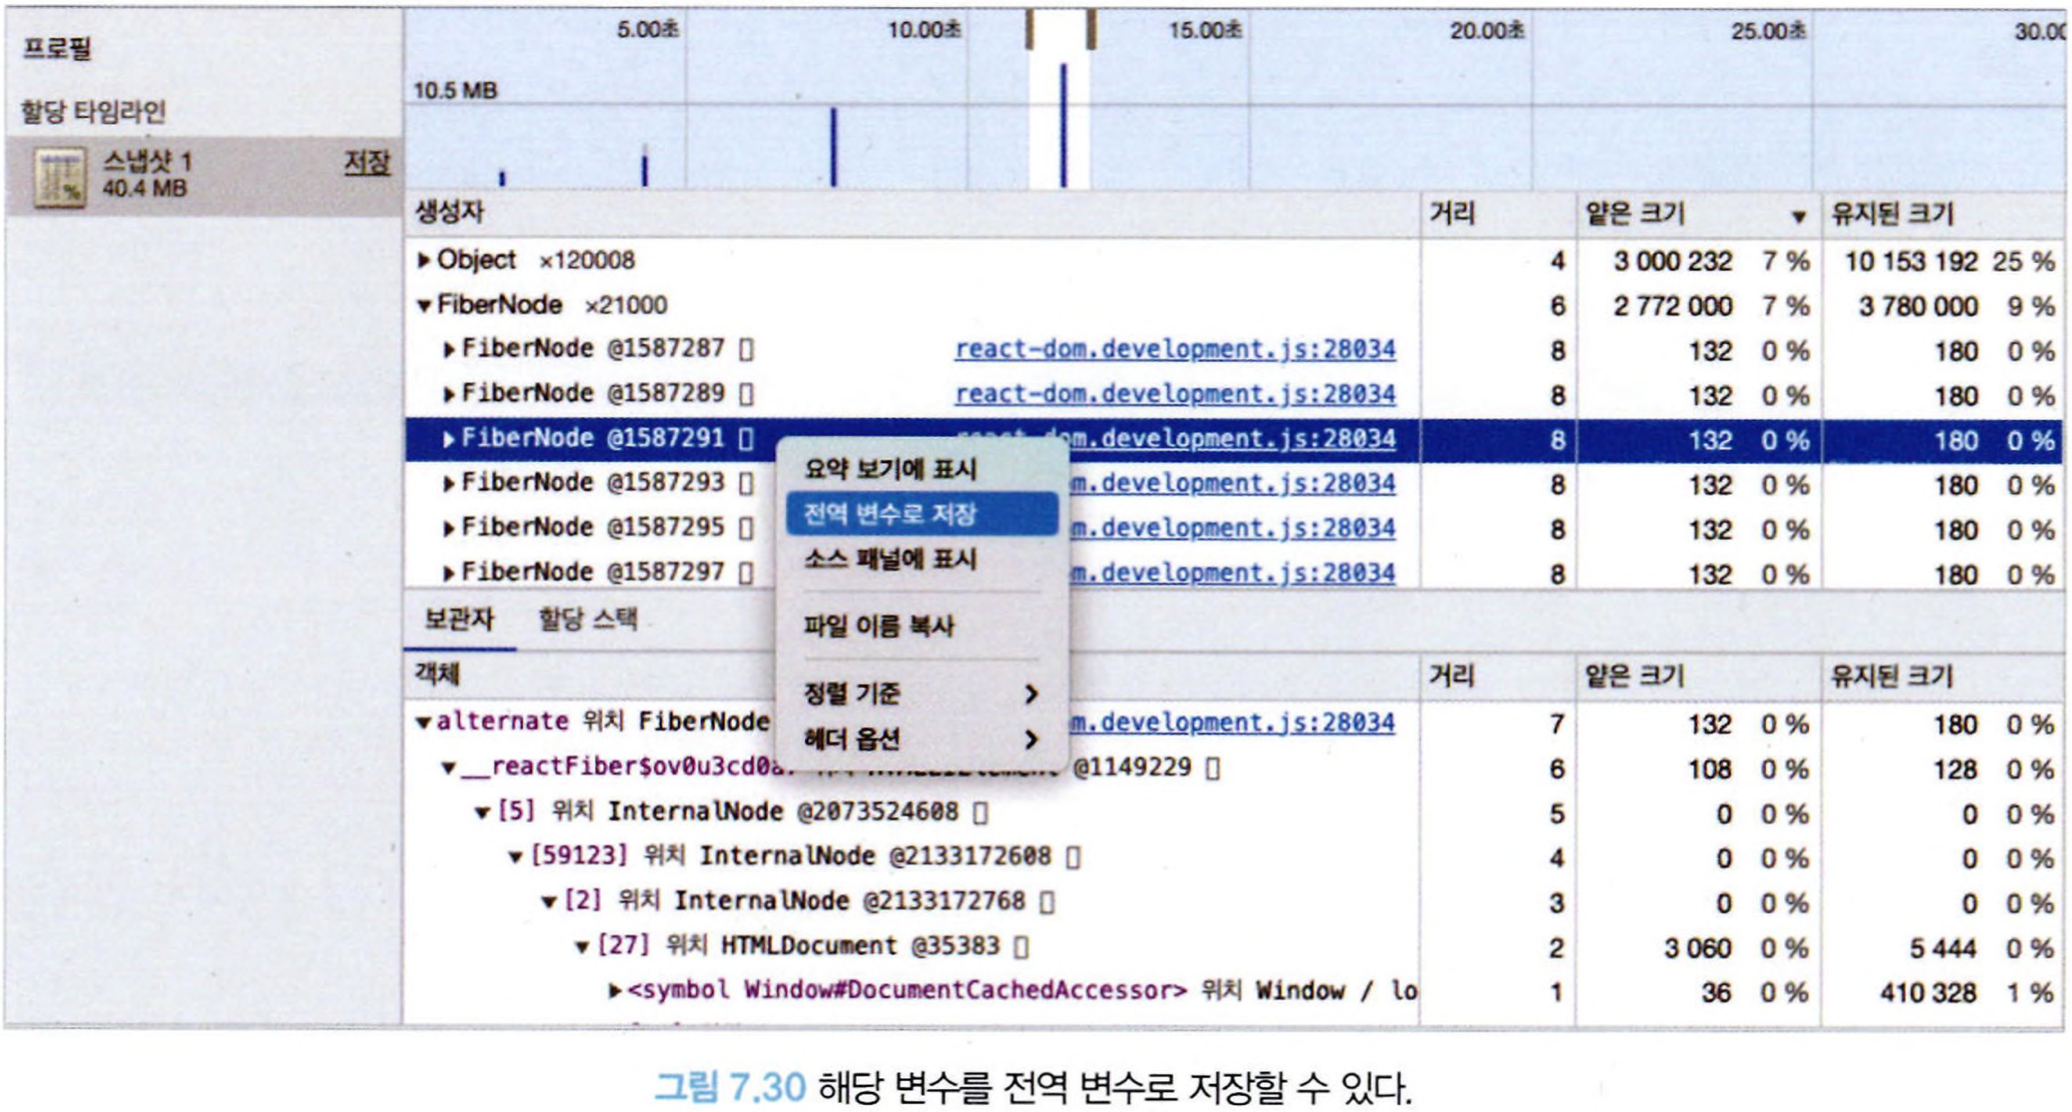 프로필
할당 타임라인
스냅샷 1 저장
40.4 MB
5.00초 10.00초 15.00초 20.00초 25.00초 30.00
10.5 MB
생성자 거리 얕은 크기 ▼ 유지된 크기
▶Object ×120008 4 3 000 232 7 % 10 153 192 25 %
▼FiberNode ×21000 6 2 772 000 7 % 3 780 000 9 %
▶FiberNode @1587287 react-dom.development.js:28034 8 132 0 % 180 0 %
▶FiberNode @1587289 react-dom.development.js:28034 8 132 0 % 180 0 %
▶FiberNode @1587291 react-dom.development.js:28034 8 132 0 % 180 0 %
▶FiberNode @1587293 m.development.js:28034 8 132 0 % 180 0 %
▶FiberNode @1587295 m.development.js:28034 8 132 0 % 180 0 %
▶FiberNode @1587297 m.development.js:28034 8 132 0 % 180 0 %
요약 보기에 표시
전역 변수로 저장
소스 패널에 표시
파일 이름 복사
정렬 기준
헤더 옵션
보관자 할당 스택
객체 거리 얕은 크기 유지된 크기
▼alternate 위치 FiberNode m.development.js:28034 7 132 0 % 180 0 %
▼__reactFiber$ov0u3cd0a @1149229 6 108 0 % 128 0 %
▼[5] 위치 InternalNode @2073524608 5 0 0 % 0 0 %
▼[59123] 위치 InternalNode @2133172608 4 0 0 % 0 0 %
▼[2] 위치 InternalNode @2133172768 3 0 0 % 0 0 %
▼[27] 위치 HTMLDocument @35383 2 3 060 0 % 5 444 0 %
▶<symbol Window#DocumentCachedAccessor> 위치 Window / lo 1 36 0 % 410 328 1 %
그림 7.30 해당 변수를 전역 변수로 저장할 수 있다.